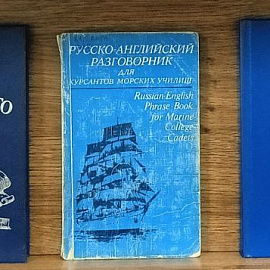 РУССКО-АНГЛИЙСКИЙ
РАЗГОВОРНИК
ДЛЯ
КУРСАНТОВ МОРСКИХ УЧИЛИЩ
Russian-English
Phrase Book
for Marine
College
Cadets